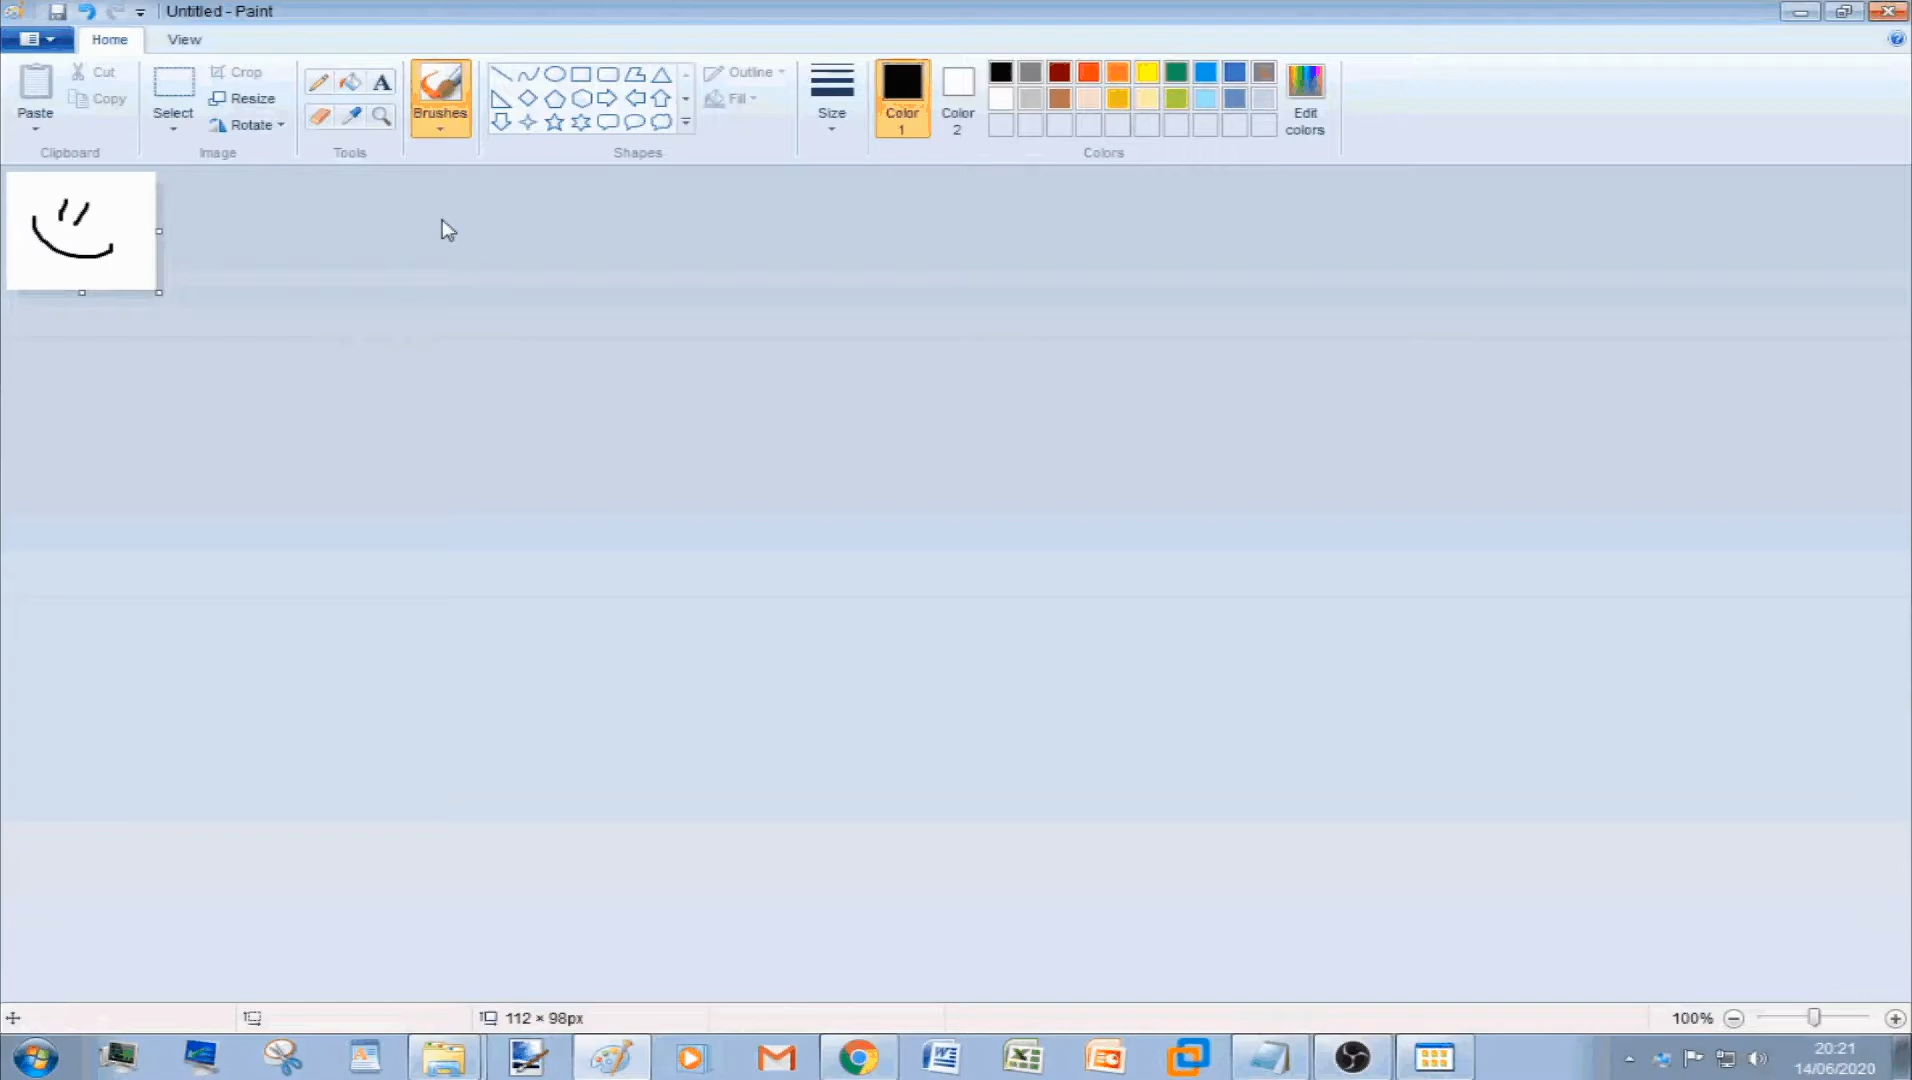 Untitled - Paint
Home View
Paste
Cut
Copy
Clipboard
Select
Crop
Resize
Rotate
Image
A
Tools
Brushes
Outline
Fill
Shapes
Size
Color 1
Color 2
Edit colors
Colors
112 × 98px
100%
20:21
14/06/2020